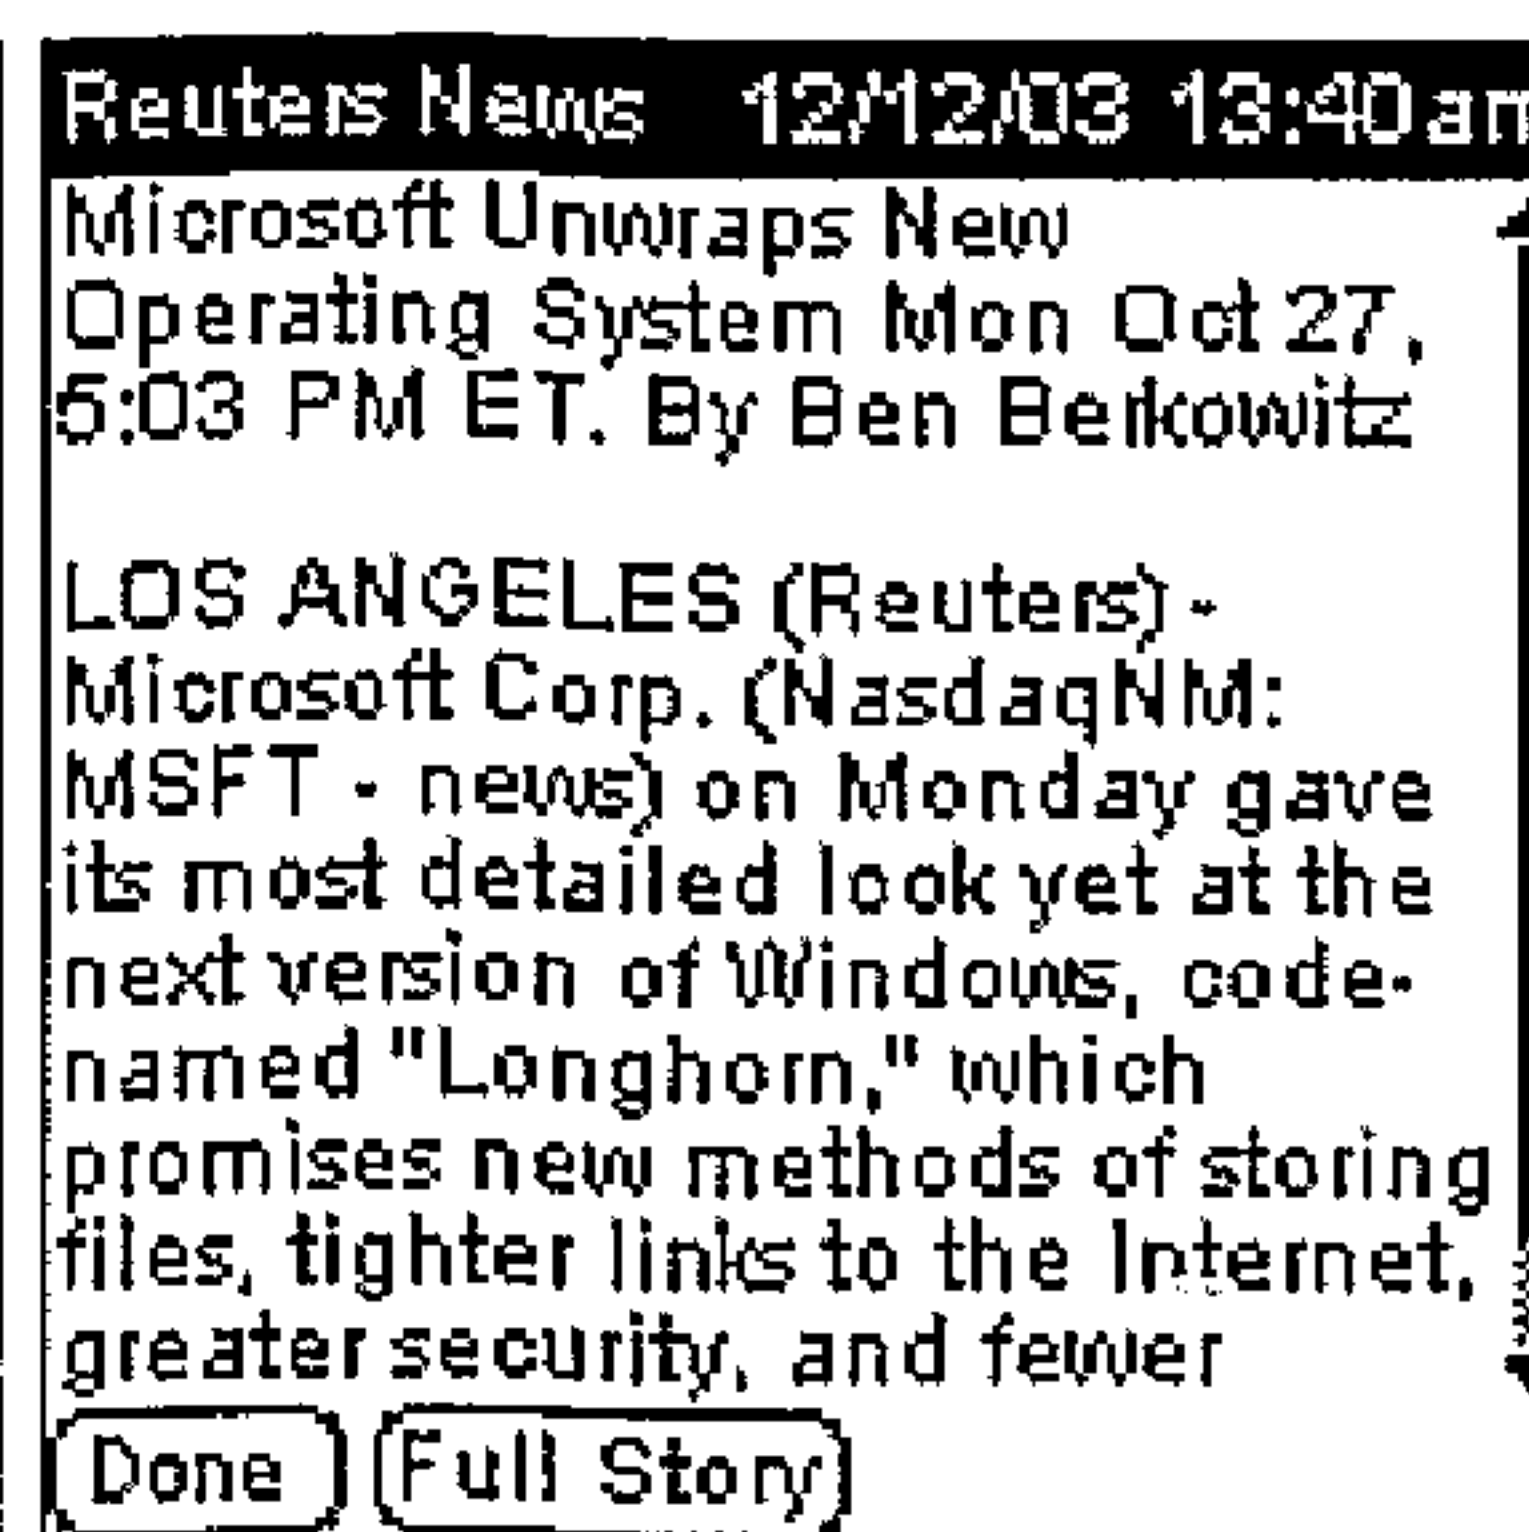 Reuters News 12/12/03 13:40am
Microsoft Unwraps New
Operating System Mon Oct 27,
5:03 PM ET. By Ben Berkowitz
LOS ANGELES (Reuters) -
Microsoft Corp. (NasdaqNM:
MSFT - news) on Monday gave
its most detailed look yet at the
next version of Windows, code-
named "Longhorn," which
promises new methods of storing
files, tighter links to the Internet,
greater security, and fewer
Done Full Story